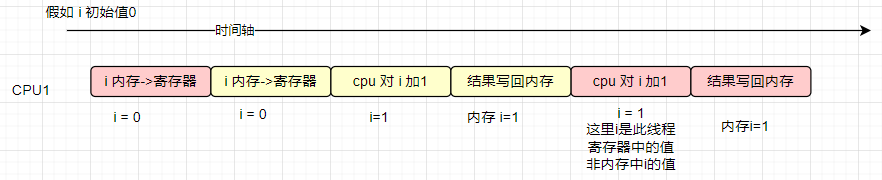 假如 i 初始值0
时间轴
CPU1
i 内存->寄存器
i 内存->寄存器
cpu 对 i 加1
结果写回内存
cpu 对 i 加1
结果写回内存
i = 0
i = 0
i=1
内存 i=1
i = 1
这里i是此线程
寄存器中的值
非内存中i的值
内存i=1